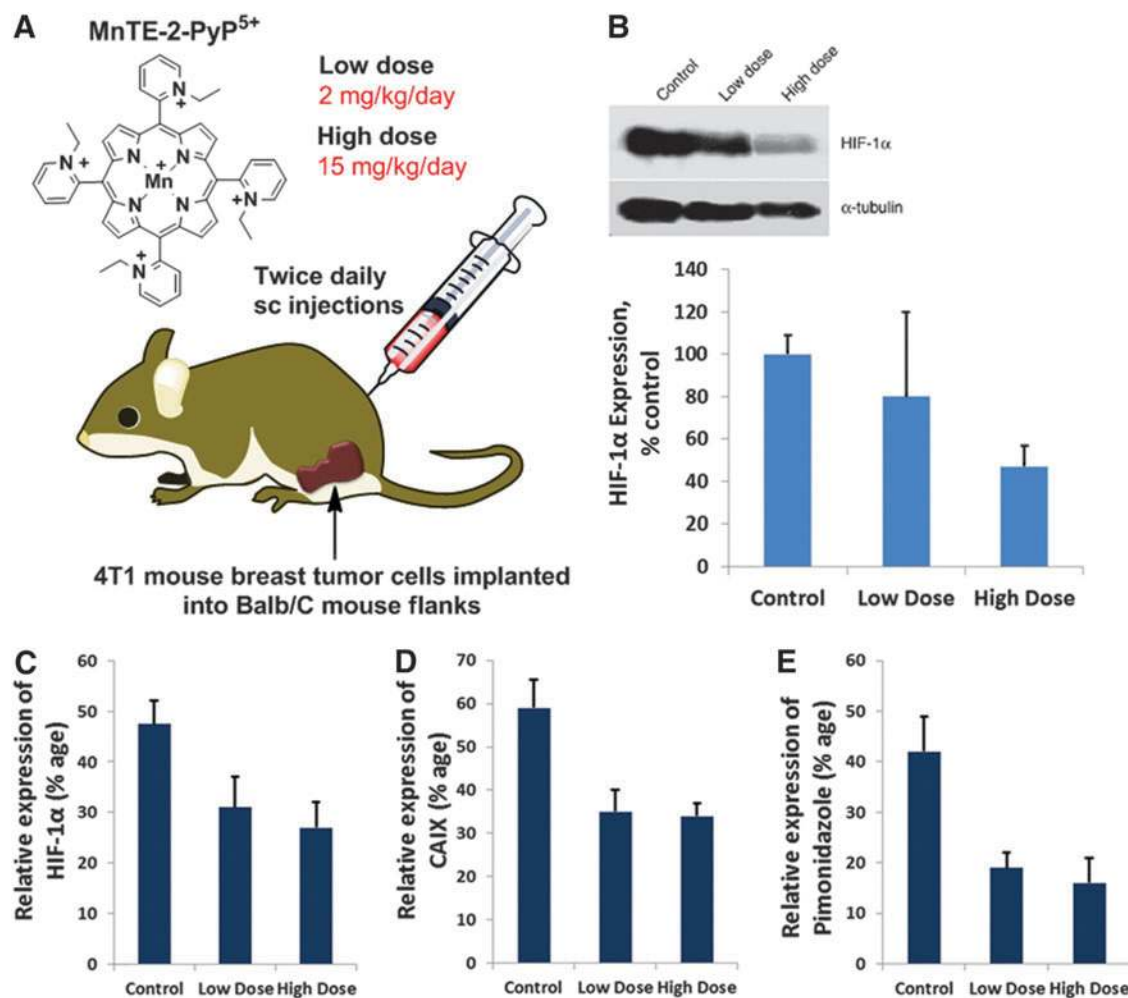 A
MnTE-2-PyP5+
Low dose
2 mg/kg/day
High dose
15 mg/kg/day
N
+
N
+
N
+
N
+
N
N
N
N
+
Mn
Twice daily
sc injections
4T1 mouse breast tumor cells implanted
into Balb/C mouse flanks
B
Control
Low dose
High dose
HIF-1α
α-tubulin
HIF-1α Expression,
% control
140
120
100
80
60
40
20
0
Control Low Dose High Dose
C
Relative expression of
HIF-1α (% age)
60
50
40
30
20
10
0
Control Low Dose High Dose
D
Relative expression of
CAIX (% age)
70
60
50
40
30
20
10
0
Control Low Dose High Dose
E
Relative expression of
Pimonidazole (% age)
60
50
40
30
20
10
0
Control Low Dose High Dose